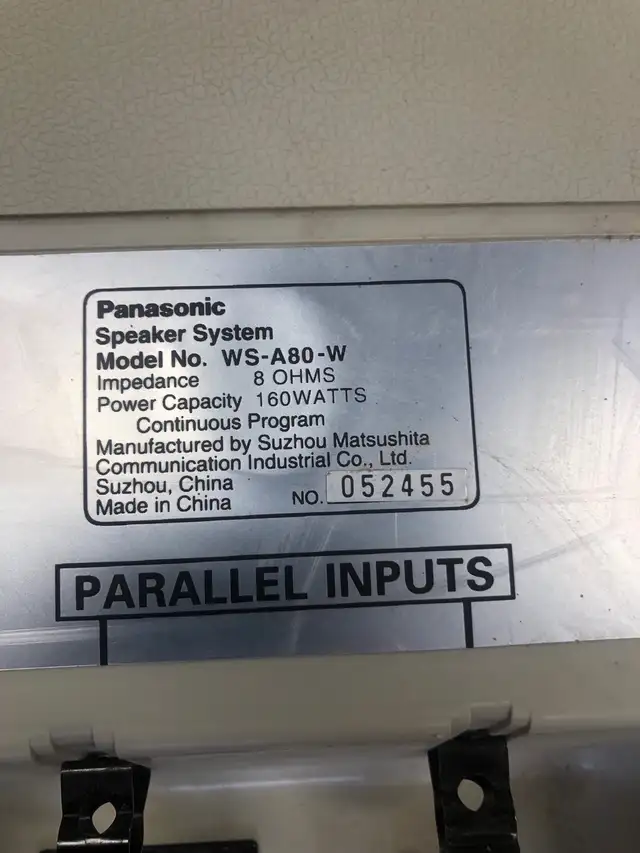 Panasonic
Speaker System
Model No. WS-A80-W
Impedance 8 OHMS
Power Capacity 160WATTS
Continuous Program
Manufactured by Suzhou Matsushita
Communication Industrial Co., Ltd.
Suzhou, China
Made in China NO. 052455
PARALLEL INPUTS